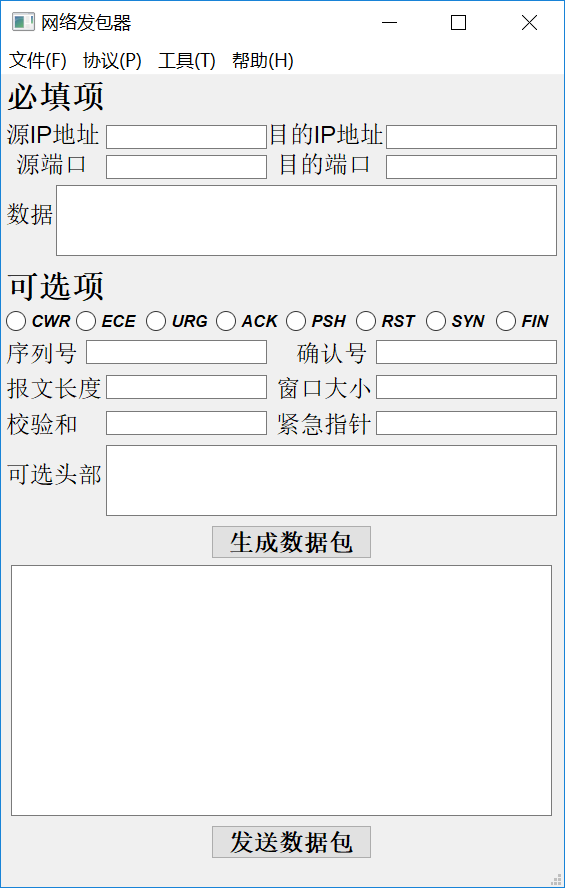 网络发包器
文件(F) 协议(P) 工具(T) 帮助(H)
必填项
源IP地址 目的IP地址
源端口 目的端口
数据
可选项
CWR ECE URG ACK PSH RST SYN FIN
序列号 确认号
报文长度 窗口大小
校验和 紧急指针
可选头部
生成数据包
发送数据包